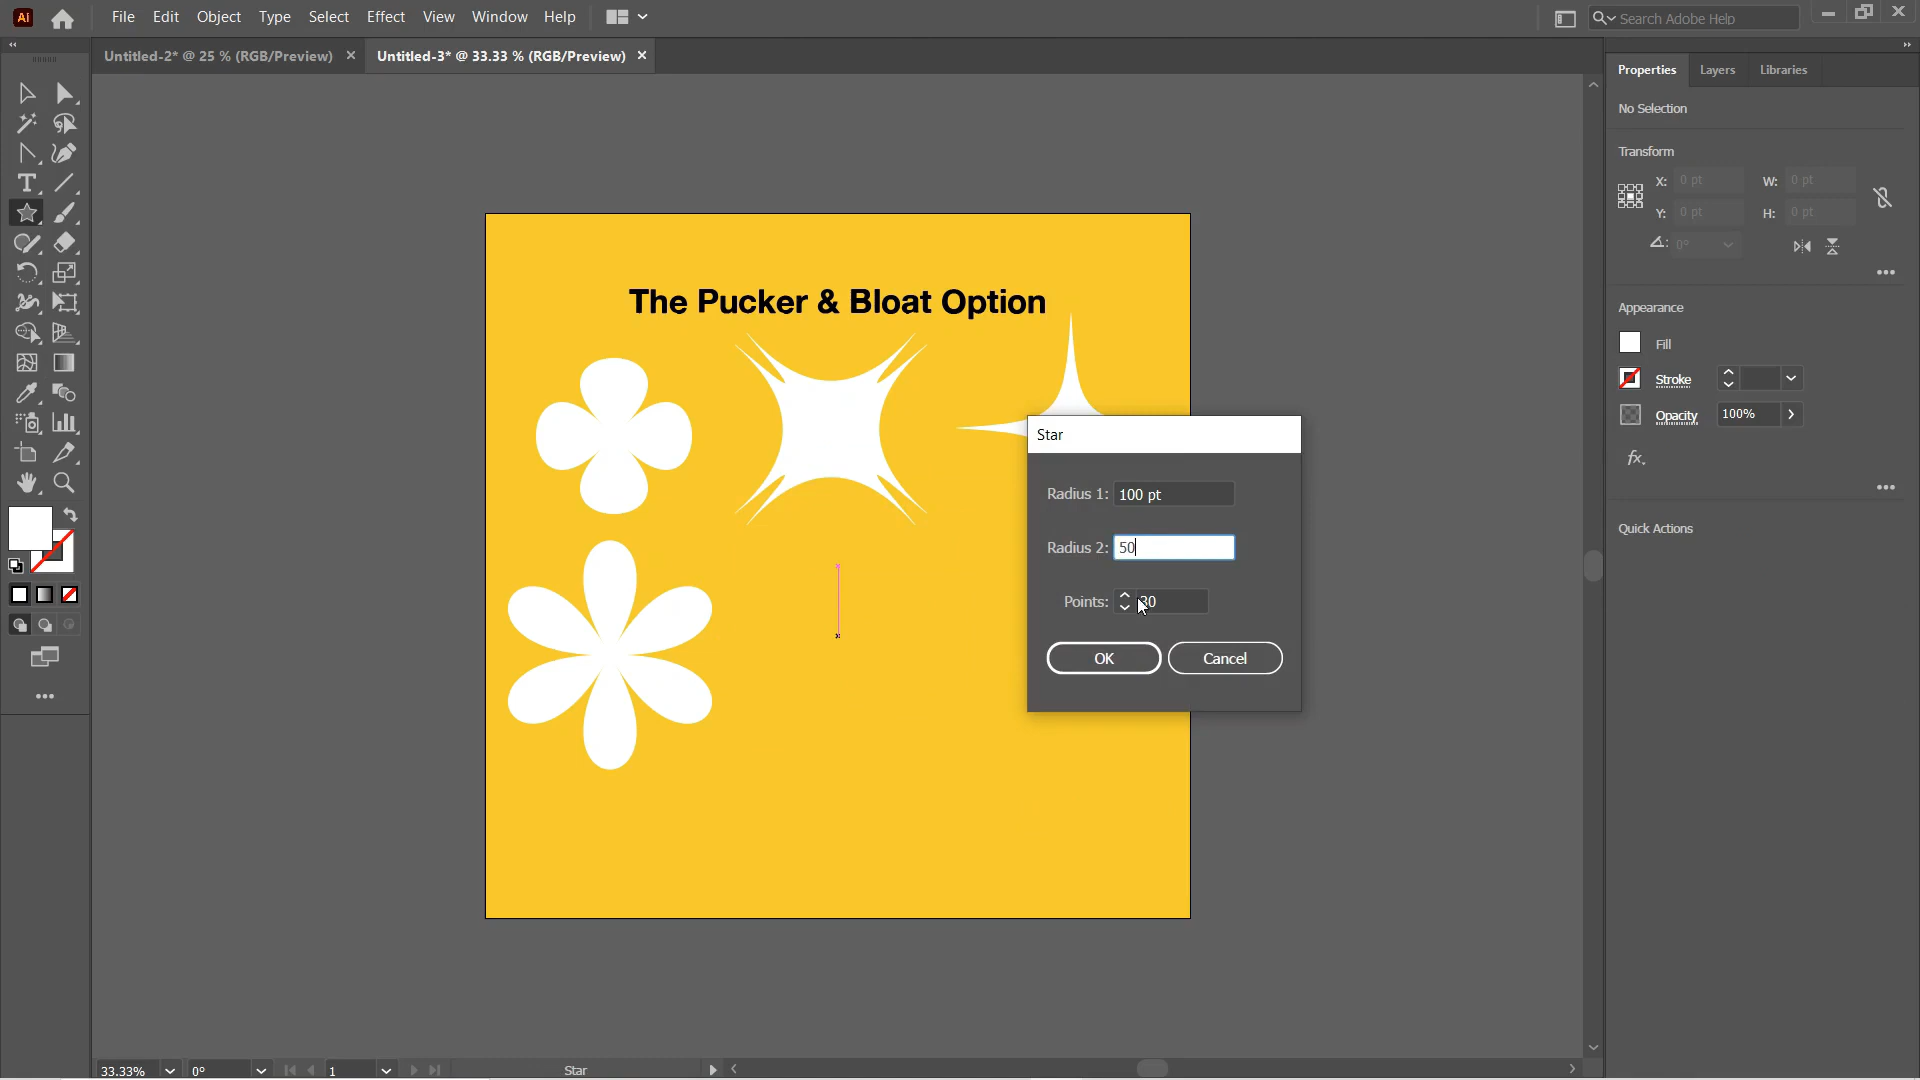 Ai File Edit Object Type Select Effect View Window Help Search Adobe Help
Untitled-2* @ 25 % (RGB/Preview) Untitled-3* @ 33.33 % (RGB/Preview)
Properties Layers Libraries
No Selection
Transform
X: 0 pt W: 0 pt
Y: 0 pt H: 0 pt
0°
Appearance
Fill
Stroke
Opacity 100%
fx.
Quick Actions
The Pucker & Bloat Option
Star
Radius 1: 100 pt
Radius 2: 50
Points: 30
OK Cancel
33.33% 0° 1 Star